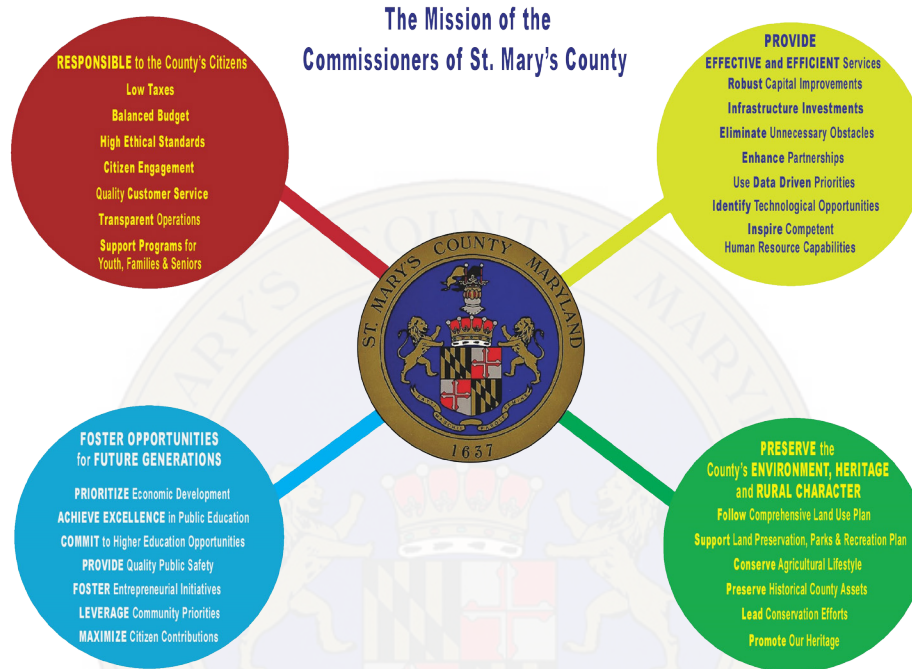 The Mission of the
Commissioners of St. Mary's County
RESPONSIBLE to the County's Citizens
Low Taxes
Balanced Budget
High Ethical Standards
Citizen Engagement
Quality Customer Service
Transparent Operations
Support Programs for
Youth, Families & Seniors
PROVIDE
EFFECTIVE and EFFICIENT Services
Robust Capital Improvements
Infrastructure Investments
Eliminate Unnecessary Obstacles
Enhance Partnerships
Use Data Driven Priorities
Identify Technological Opportunities
Inspire Competent
Human Resource Capabilities
ST. MARY'S COUNTY MARYLAND
1637
FOSTER OPPORTUNITIES
for FUTURE GENERATIONS
PRIORITIZE Economic Development
ACHIEVE EXCELLENCE in Public Education
COMMIT to Higher Education Opportunities
PROVIDE Quality Public Safety
FOSTER Entrepreneurial Initiatives
LEVERAGE Community Priorities
MAXIMIZE Citizen Contributions
PRESERVE the
County's ENVIRONMENT, HERITAGE
and RURAL CHARACTER
Follow Comprehensive Land Use Plan
Support Land Preservation, Parks & Recreation Plan
Conserve Agricultural Lifestyle
Preserve Historical County Assets
Lead Conservation Efforts
Promote Our Heritage